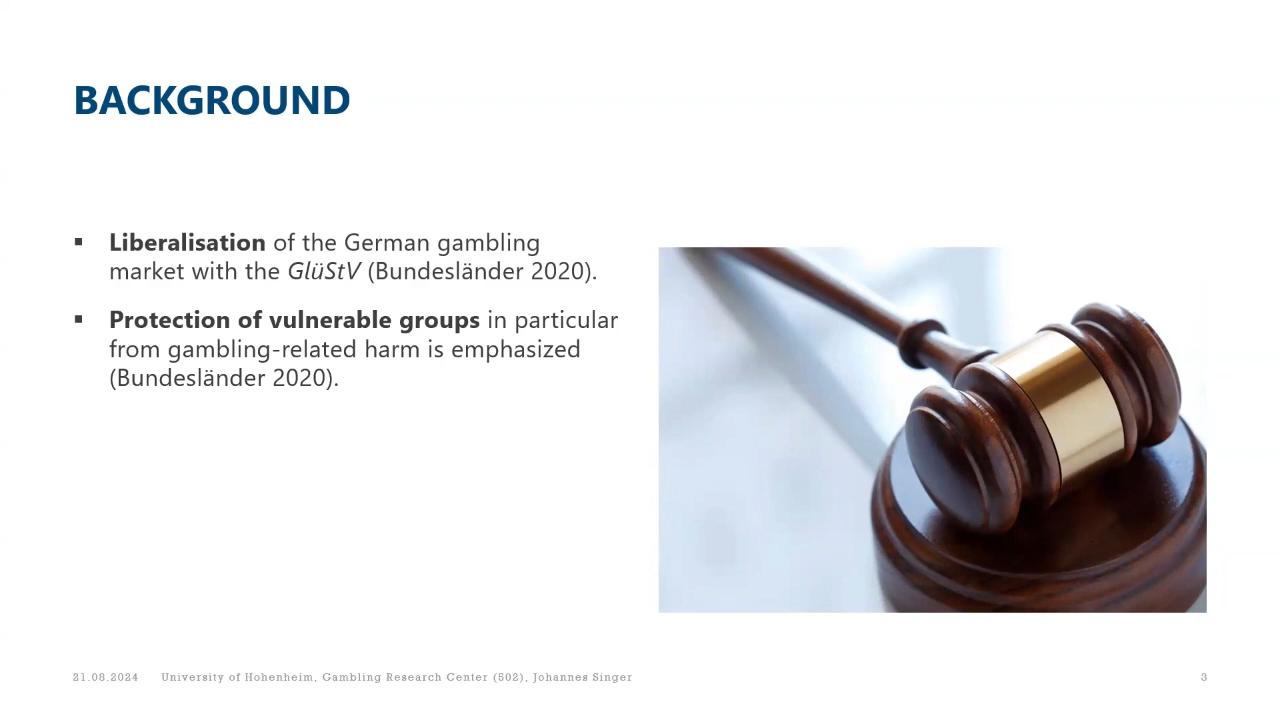 BACKGROUND
▪ Liberalisation of the German gambling
market with the GlüStV (Bundesländer 2020).
▪ Protection of vulnerable groups in particular
from gambling-related harm is emphasized
(Bundesländer 2020).
21.08.2024 University of Hohenheim, Gambling Research Center (502), Johannes Singer 3